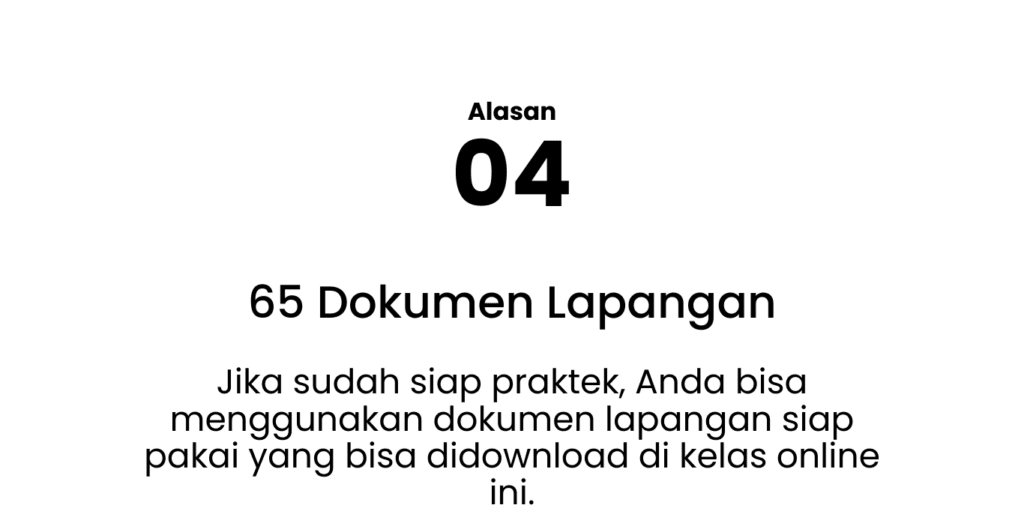 Alasan
04
65 Dokumen Lapangan
Jika sudah siap praktek, Anda bisa
menggunakan dokumen lapangan siap
pakai yang bisa didownload di kelas online
ini.